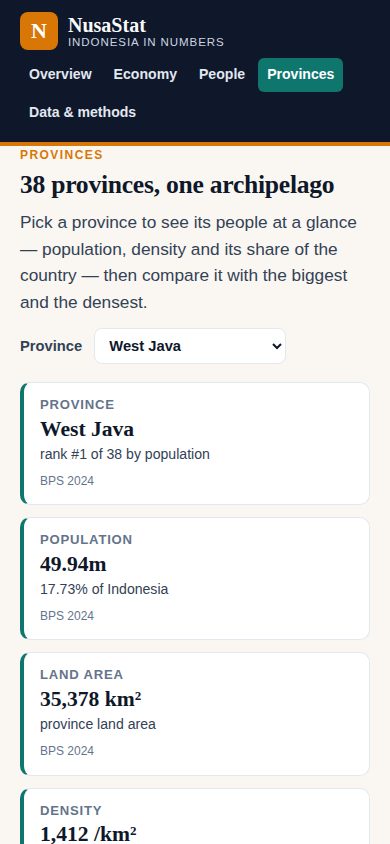 N
NusaStat
INDONESIA IN NUMBERS
Overview Economy People Provinces
Data & methods
PROVINCES
38 provinces, one archipelago
Pick a province to see its people at a glance
— population, density and its share of the
country — then compare it with the biggest
and the densest.
Province West Java
PROVINCE
West Java
rank #1 of 38 by population
BPS 2024
POPULATION
49.94m
17.73% of Indonesia
BPS 2024
LAND AREA
35,378 km²
province land area
BPS 2024
DENSITY
1,412 /km²